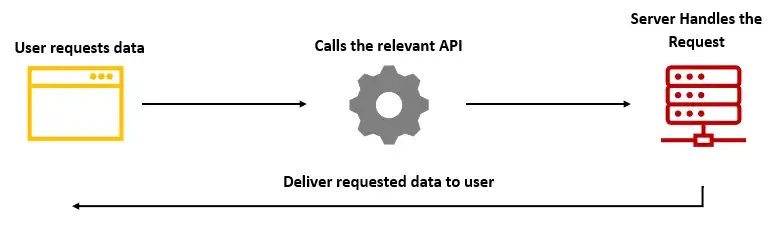 User requests data
Calls the relevant API
Server Handles the
Request
Deliver requested data to user